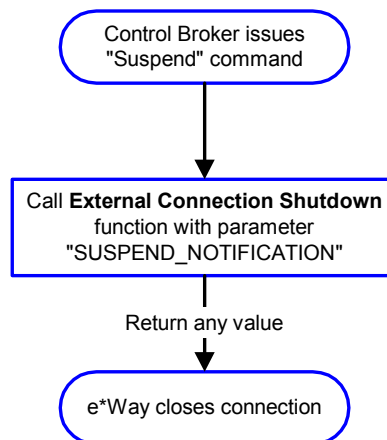 Control Broker issues
"Suspend" command
Call External Connection Shutdown
function with parameter
"SUSPEND_NOTIFICATION"
Return any value
e*Way closes connection